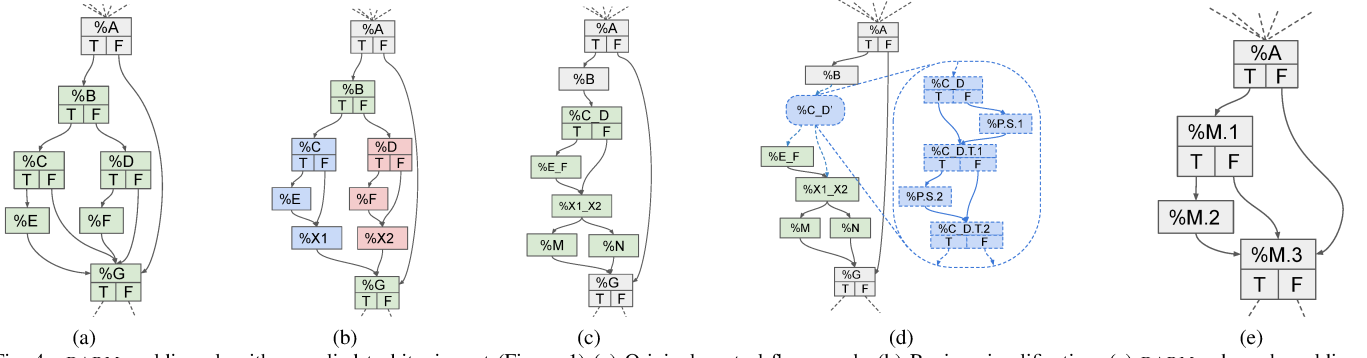 %A
T F
%B
T F
%C
T F
%D
T F
%E
%F
%G
T F
(a)
%A
T F
%B
T F
%C
T F
%D
T F
%E
%F
%X1
%X2
%G
T F
(b)
%A
T F
%B
%C_D
T F
%E_F
%X1_X2
%M
%N
%G
T F
(c)
%A
T F
%B
%C_D'
%E_F
%X1_X2
%M
%N
%G
T F
%C_D
T F
%P.S.1
%C_D.T.1
T F
%P.S.2
%C_D.T.2
T F
(d)
%A
T F
%M.1
T F
%M.2
%M.3
T F
(e)